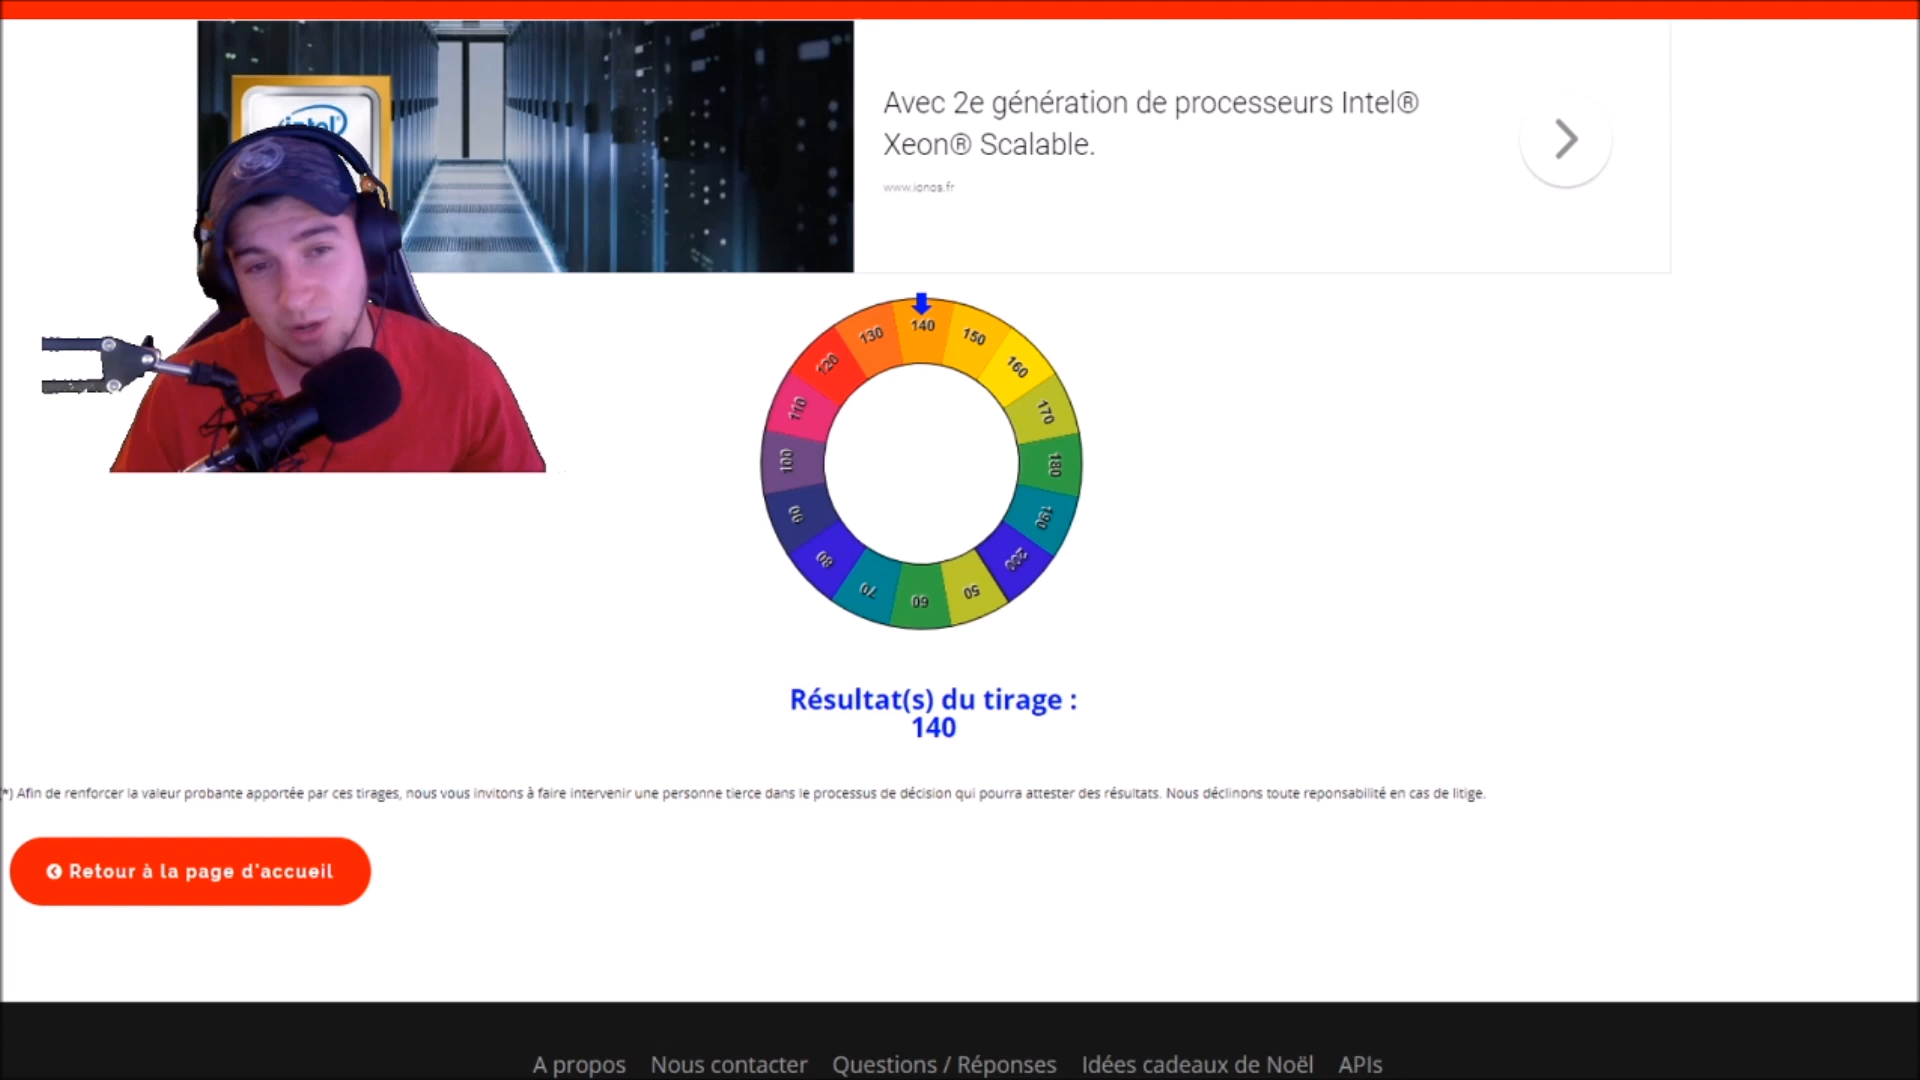 intel
Avec 2e génération de processeurs Intel®
Xeon® Scalable.
www.ionos.fr
140
150
160
170
180
190
200
50
60
70
80
90
100
110
120
130
Résultat(s) du tirage :
140
*) Afin de renforcer la valeur probante apportée par ces tirages, nous vous invitons à faire intervenir une personne tierce dans le processus de décision qui pourra attester des résultats. Nous déclinons toute reponsabilité en cas de litige.
Retour à la page d'accueil
A propos Nous contacter Questions / Réponses Idées cadeaux de Noël APIs